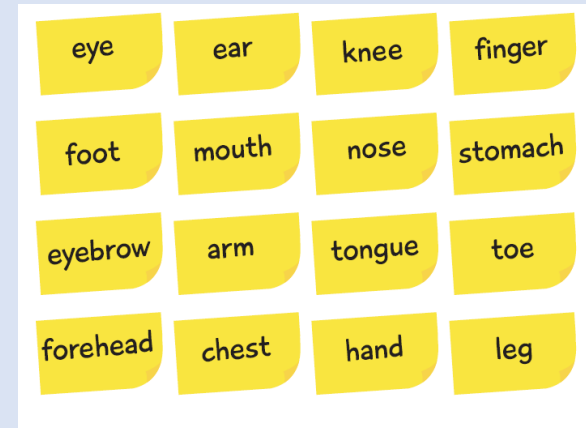 eye
ear
knee
finger
foot
mouth
nose
stomach
eyebrow
arm
tongue
toe
forehead
chest
hand
leg